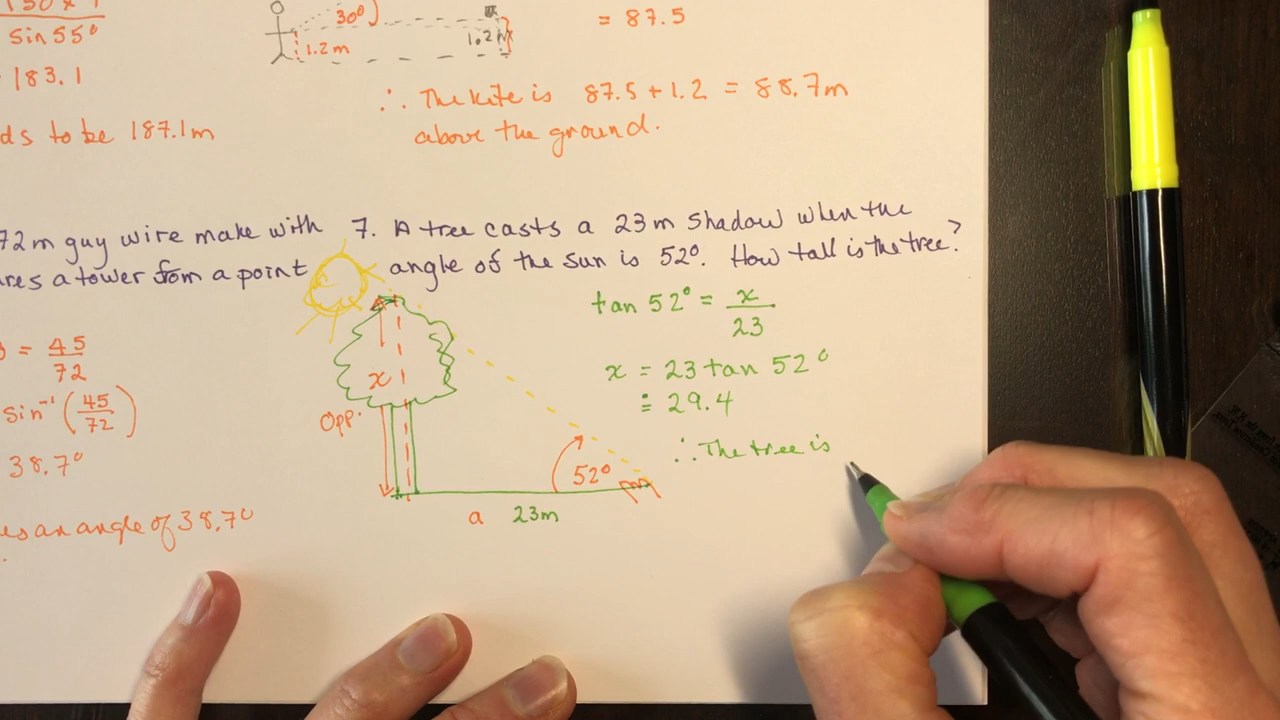 150 x 1
Sin 55°
183.1
ds to be 187.1m
30°
1.2m
1.2m
= 87.5
∴ The kite is 87.5 + 1.2 = 88.7m
above the ground.
72m guy wire make with
ures a tower from a point
= 45
72
Sin⁻¹ (45/72)
38.7°
es an angle of 38.7°
7. A tree casts a 23m shadow when the
angle of the sun is 52°. How tall is the tree?
x
Opp.
52°
a 23m
tan 52° = x/23
x = 23 tan 52°
≐ 29.4
∴ The tree is